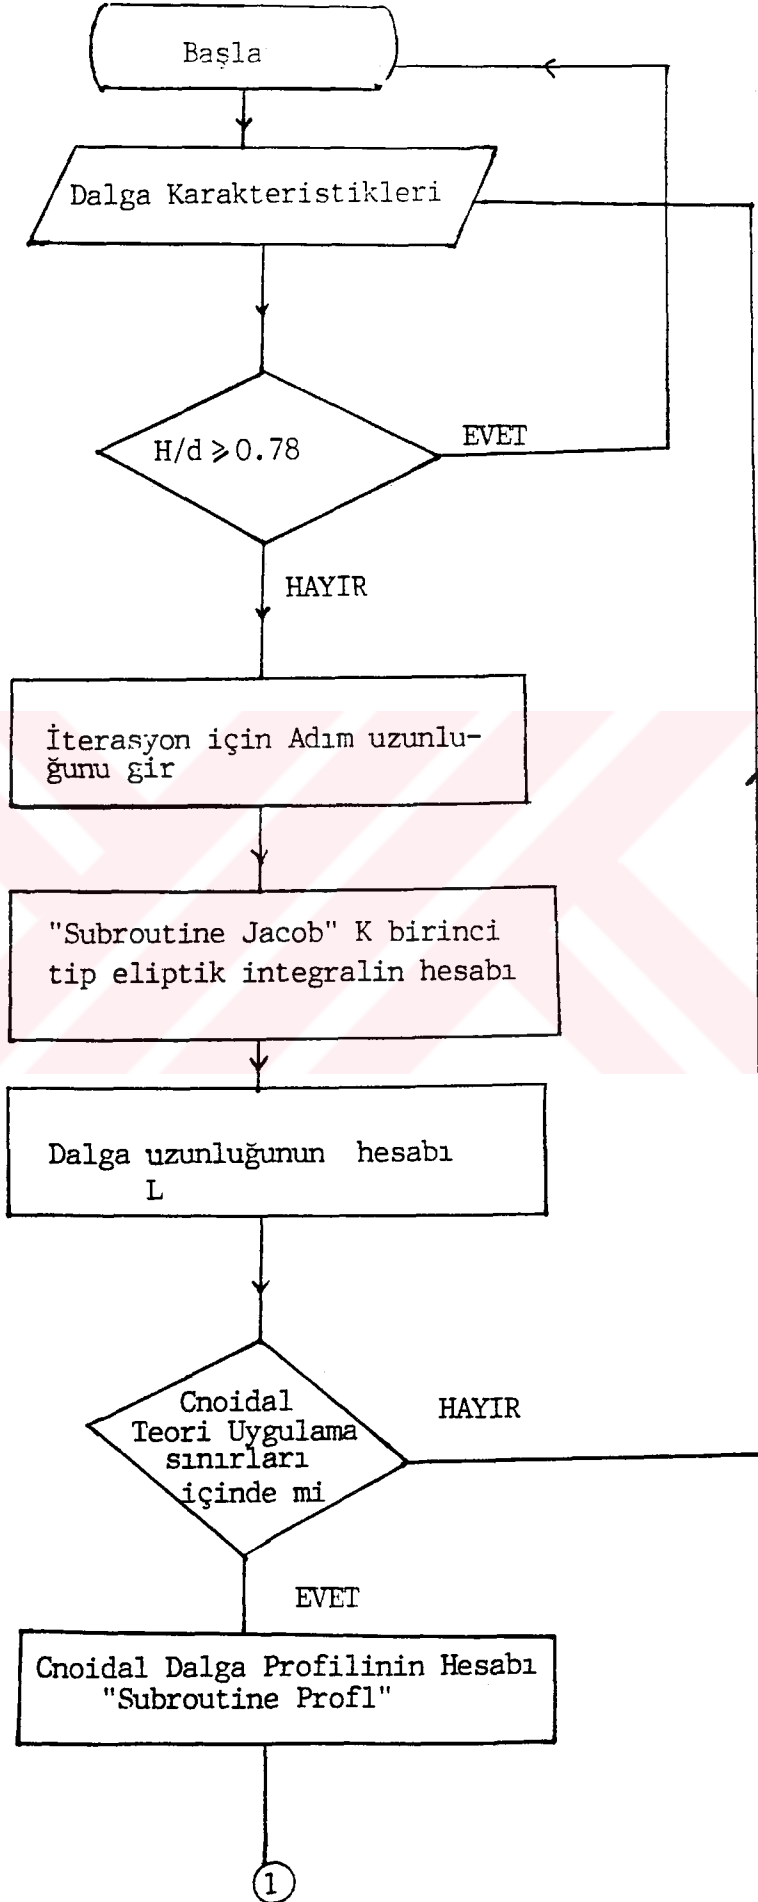 Başla
Dalga Karakteristikleri
H/d ⩾ 0.78
EVET
HAYIR
İterasyon için Adım uzunlu-
ğunu gir
"Subroutine Jacob" K birinci
tip eliptik integralin hesabı
Dalga uzunluğunun hesabı
L
Cnoidal
Teori Uygulama
sınırları
içinde mi
HAYIR
EVET
Cnoidal Dalga Profilinin Hesabı
"Subroutine Profl"
1